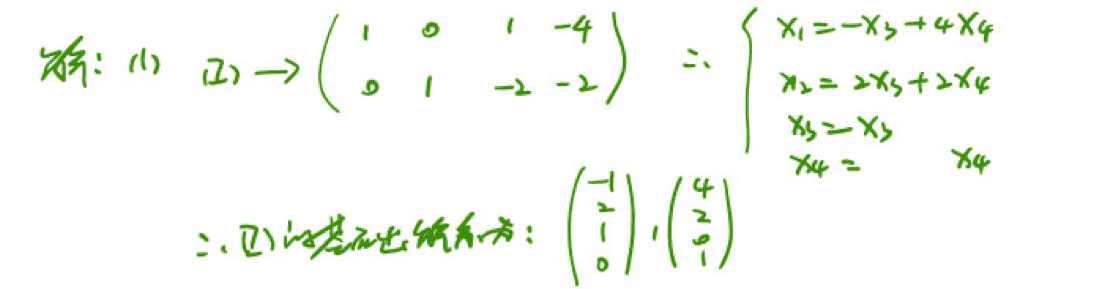 解: (1) (I) → ( 1 0 1 -4 ∴ { x₁ = -x₃ + 4x₄
0 1 -2 -2 ) x₂ = 2x₃ + 2x₄
x₃ = x₃
x₄ = x₄
∴ (I) 的基础解系为: (-1 2 1 0), (4 2 0 1)